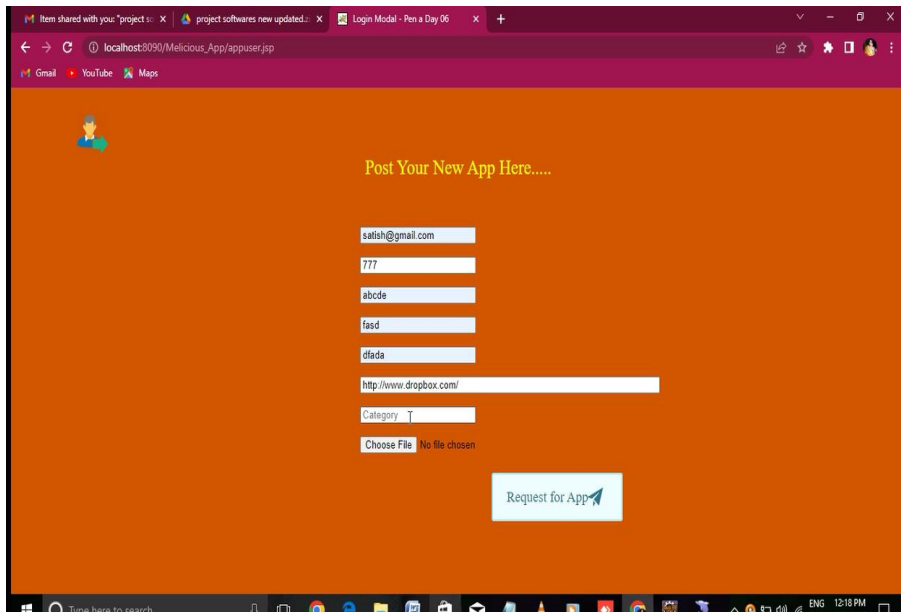 Item shared with you: "project so
project softwares new updated.z
Login Modal - Pen a Day 06
localhost:8090/Melicious_App/appuser.jsp
Gmail YouTube Maps
Post Your New App Here.....
satish@gmail.com
777
abcde
fasd
dfada
http://www.dropbox.com/
Category
Choose File No file chosen
Request for App
Type here to search
ENG 12:18 PM